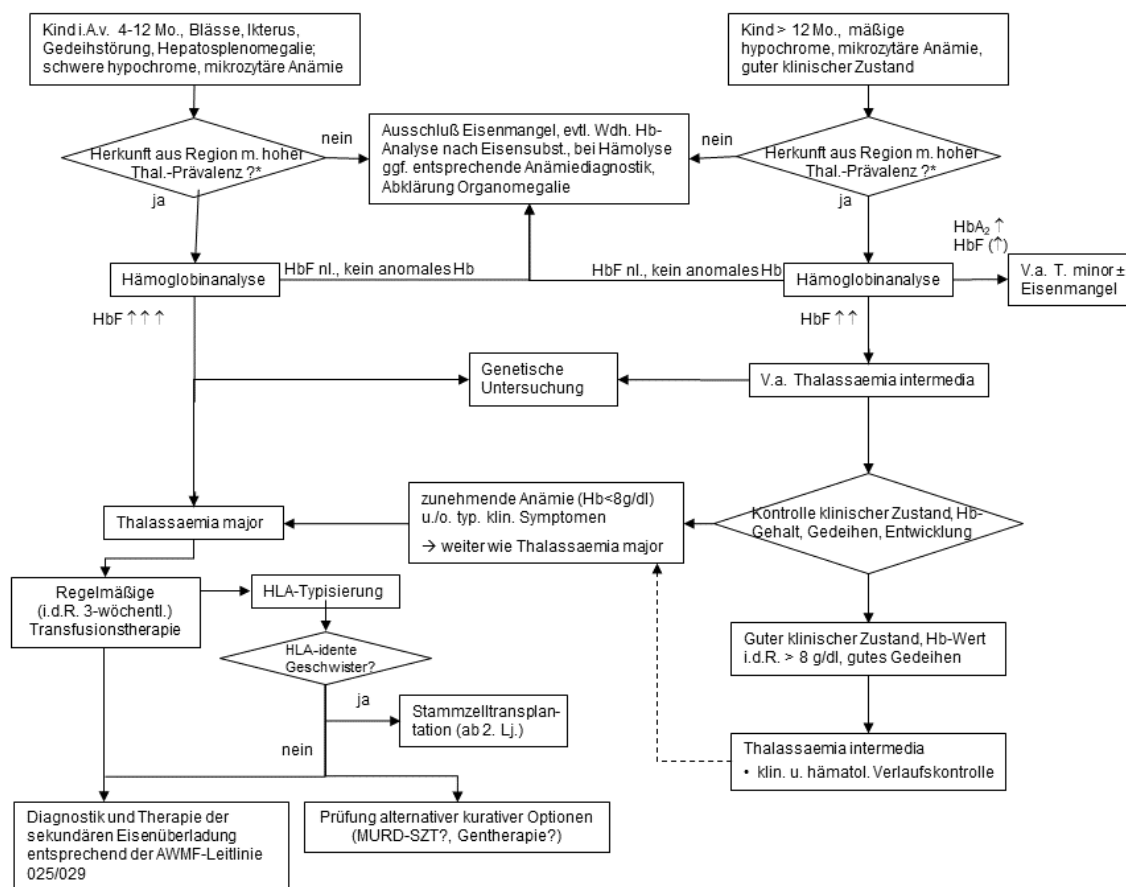 Kind i.A.v. 4-12 Mo., Blässe, Ikterus,
Gedeihstörung, Hepatosplenomegalie;
schwere hypochrome, mikrozytäre Anämie
Kind > 12 Mo., mäßige
hypochrome, mikrozytäre Anämie,
guter klinischer Zustand
Herkunft aus Region m. hoher
Thal.-Prävalenz ?*
nein
Ausschluß Eisenmangel, evtl. Wdh. Hb-
Analyse nach Eisensubst., bei Hämolyse
ggf. entsprechende Anämiediagnostik,
Abklärung Organomegalie
nein
Herkunft aus Region m. hoher
Thal.-Prävalenz ?*
ja
ja
Hämoglobinanalyse
HbF nl., kein anomales Hb
HbF nl., kein anomales Hb
Hämoglobinanalyse
HbA₂ ↑
HbF (↑)
V.a. T. minor ±
Eisenmangel
HbF ↑ ↑ ↑
HbF ↑ ↑
Genetische
Untersuchung
V.a. Thalassaemia intermedia
Thalassaemia major
zunehmende Anämie (Hb<8g/dl)
u./o. typ. klin. Symptomen
→ weiter wie Thalassaemia major
Kontrolle klinischer Zustand, Hb-
Gehalt, Gedeihen, Entwicklung
Regelmäßige
(i.d.R. 3-wöchentl.)
Transfusionstherapie
HLA-Typisierung
HLA-idente
Geschwister?
ja
Stammzelltransplan-
tation (ab 2. Lj.)
nein
Guter klinischer Zustand, Hb-Wert
i.d.R. > 8 g/dl, gutes Gedeihen
Thalassaemia intermedia
• klin. u. hämatol. Verlaufskontrolle
Diagnostik und Therapie der
sekundären Eisenüberladung
entsprechend der AWMF-Leitlinie
025/029
Prüfung alternativer kurativer Optionen
(MURD-SZT?, Gentherapie?)